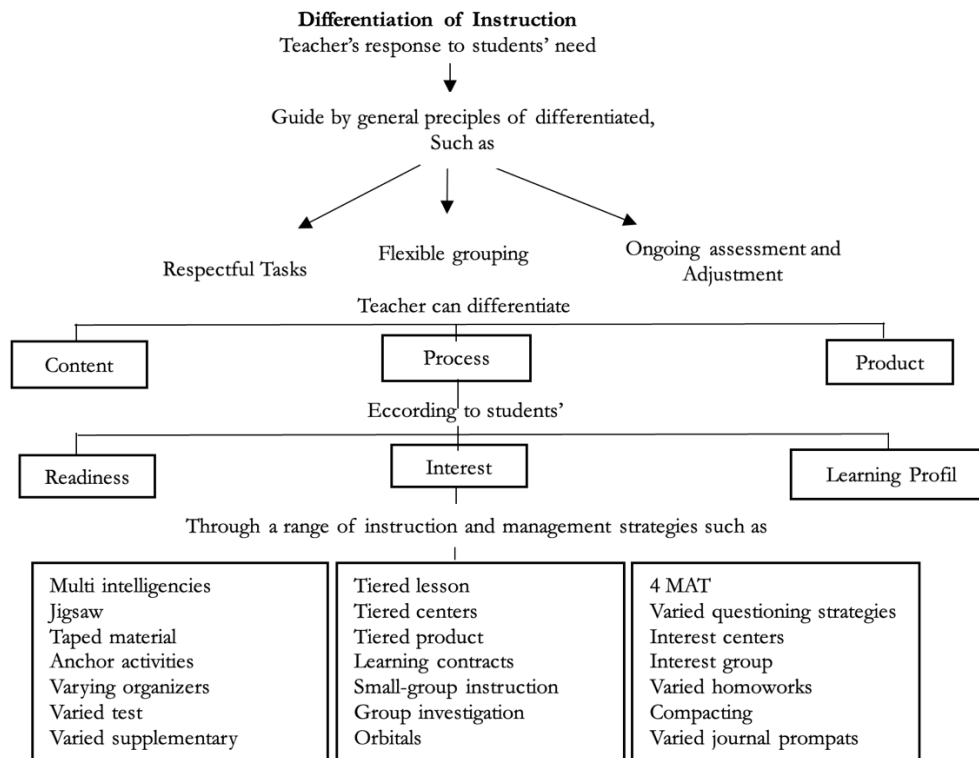 Differentiation of Instruction
Teacher's response to students' need
Guide by general preciples of differentiated,
Such as
Respectful Tasks
Flexible grouping
Ongoing assessment and
Adjustment
Teacher can differentiate
Content
Process
Product
Eccording to students'
Readiness
Interest
Learning Profil
Through a range of instruction and management strategies such as
Multi intelligencies
Jigsaw
Taped material
Anchor activities
Varying organizers
Varied test
Varied supplementary
Tiered lesson
Tiered centers
Tiered product
Learning contracts
Small-group instruction
Group investigation
Orbitals
4 MAT
Varied questioning strategies
Interest centers
Interest group
Varied homoworks
Compacting
Varied journal prompats